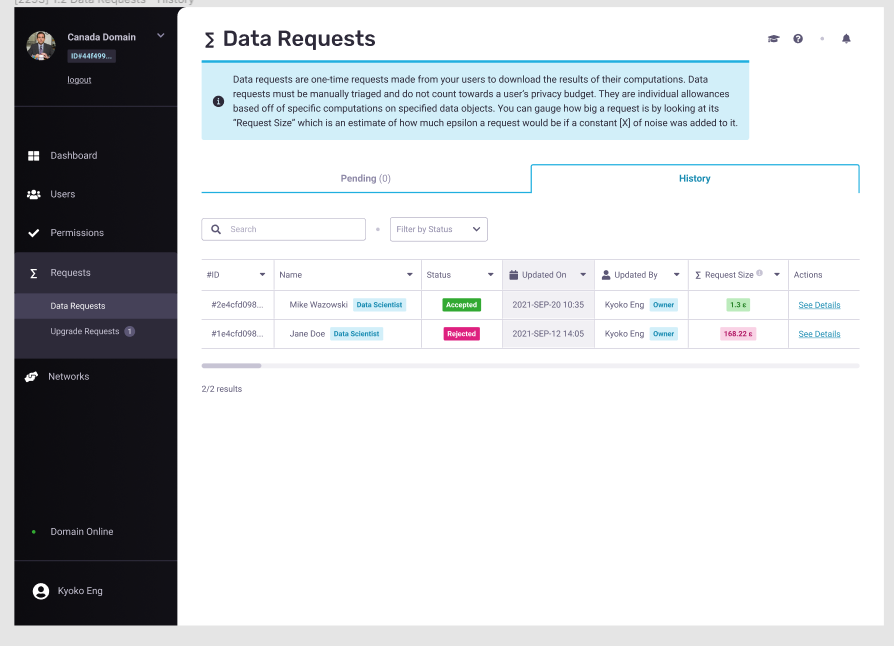 [2233] 1.2 Data Requests - History
Canada Domain
ID#44f499...
logout
Dashboard
Users
Permissions
Requests
Data Requests
Upgrade Requests 1
Networks
Domain Online
Kyoko Eng
Σ Data Requests
Data requests are one-time requests made from your users to download the results of their computations. Data
requests must be manually triaged and do not count towards a user's privacy budget. They are individual allowances
based off of specific computations on specified data objects. You can gauge how big a request is by looking at its
"Request Size" which is an estimate of how much epsilon a request would be if a constant [X] of noise was added to it.
Pending (0)
History
Search
Filter by Status
#ID Name Status Updated On Updated By Σ Request Size Actions
#2e4cfd098... Mike Wazowski Data Scientist Accepted 2021-SEP-20 10:35 Kyoko Eng Owner 1.3 ε See Details
#1e4cfd098... Jane Doe Data Scientist Rejected 2021-SEP-12 14:05 Kyoko Eng Owner 168.22 ε See Details
2/2 results